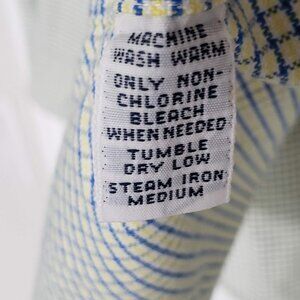 MACHINE
WASH WARM
ONLY NON-
CHLORINE
BLEACH
WHEN NEEDED
TUMBLE
DRY LOW
STEAM IRON
MEDIUM